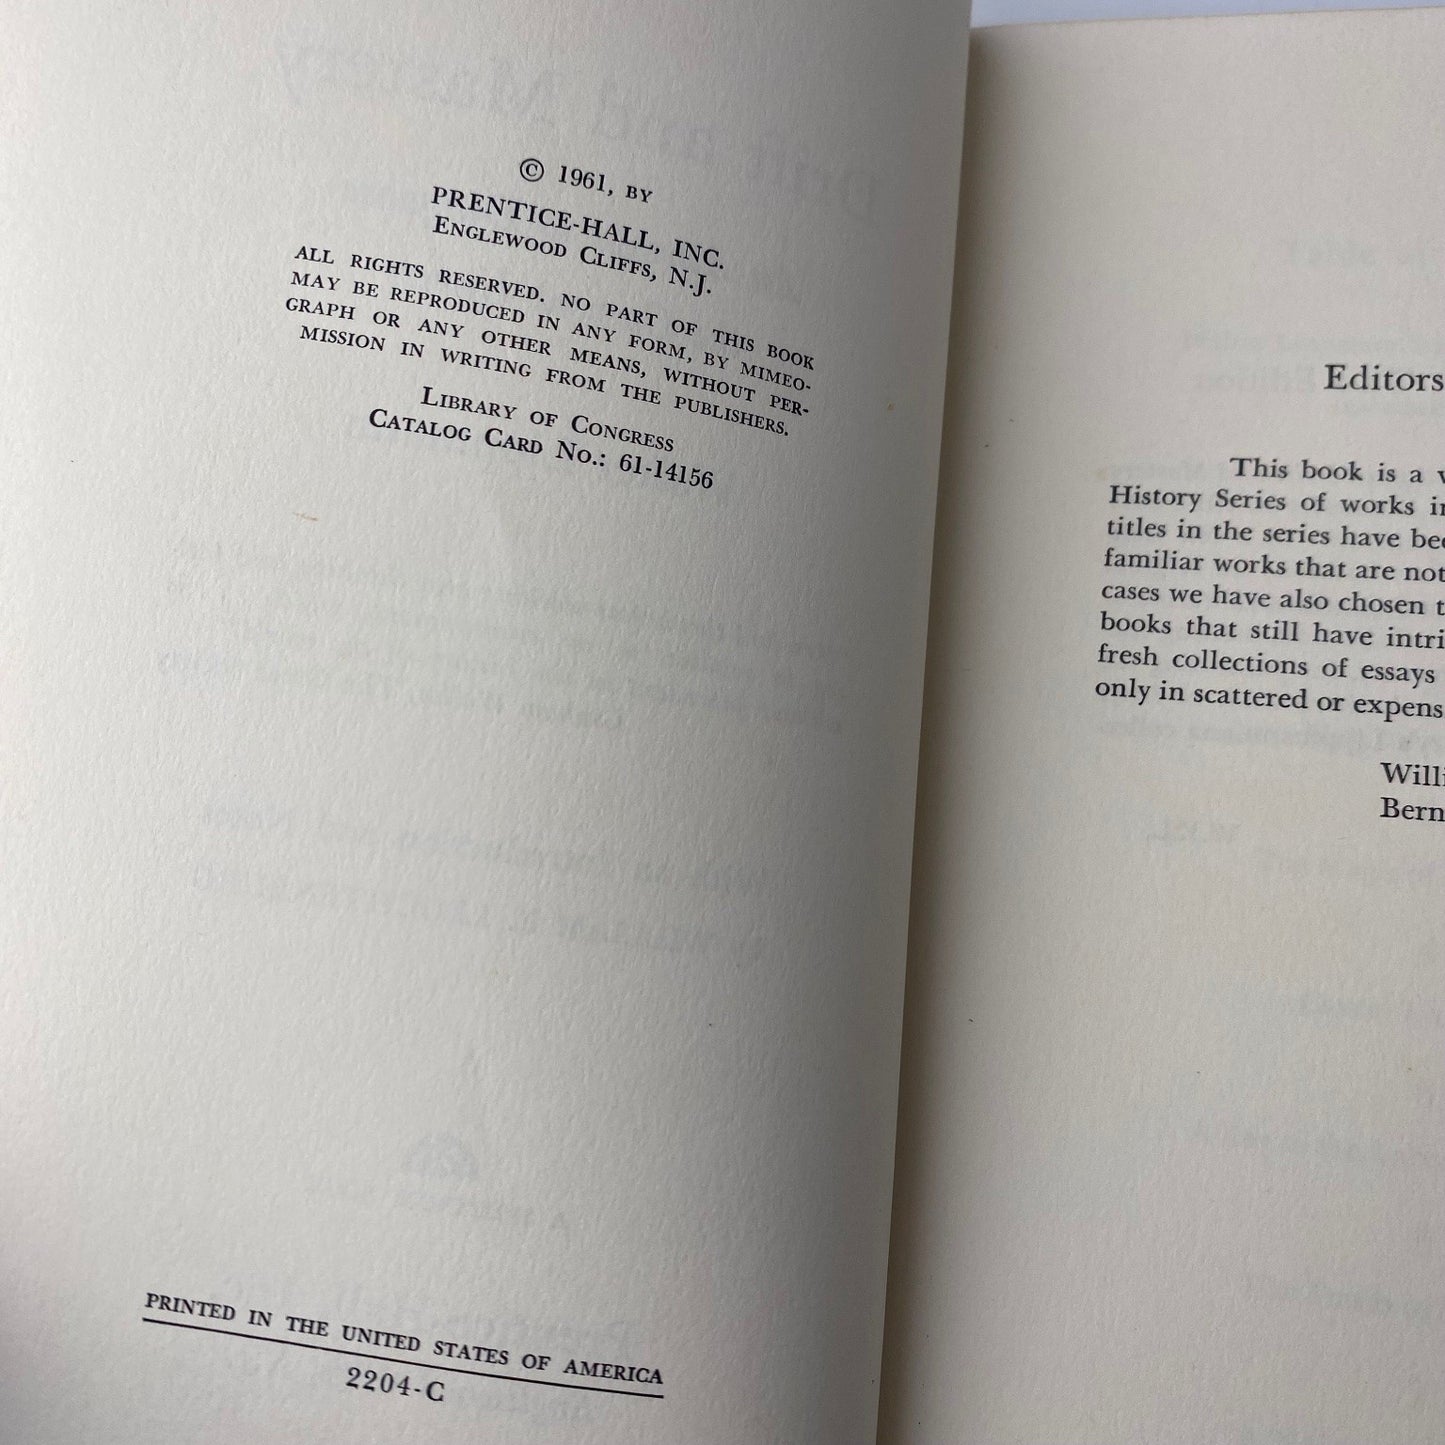 © 1961, BY
PRENTICE-HALL, INC.
ENGLEWOOD CLIFFS, N.J.
ALL RIGHTS RESERVED. NO PART OF THIS BOOK
MAY BE REPRODUCED IN ANY FORM, BY MIMEO-
GRAPH OR ANY OTHER MEANS, WITHOUT PER-
MISSION IN WRITING FROM THE PUBLISHERS.
LIBRARY OF CONGRESS
CATALOG CARD NO.: 61-14156
PRINTED IN THE UNITED STATES OF AMERICA
2204-C
Editors
This book is a
History Series of works
titles in the series have
familiar works that are not
cases we have also chosen
books that still have
fresh collections of essays
only in scattered or